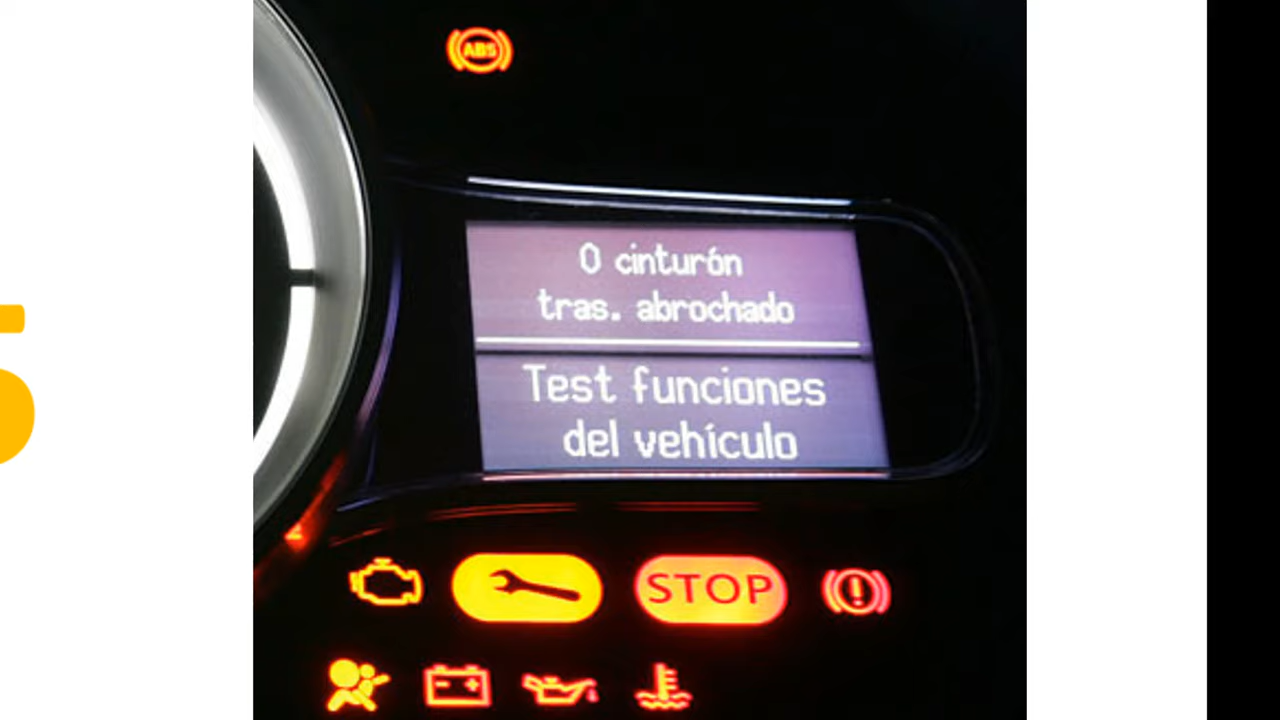 ABS
0 cinturón
tras. abrochado
Test funciones
del vehículo
STOP